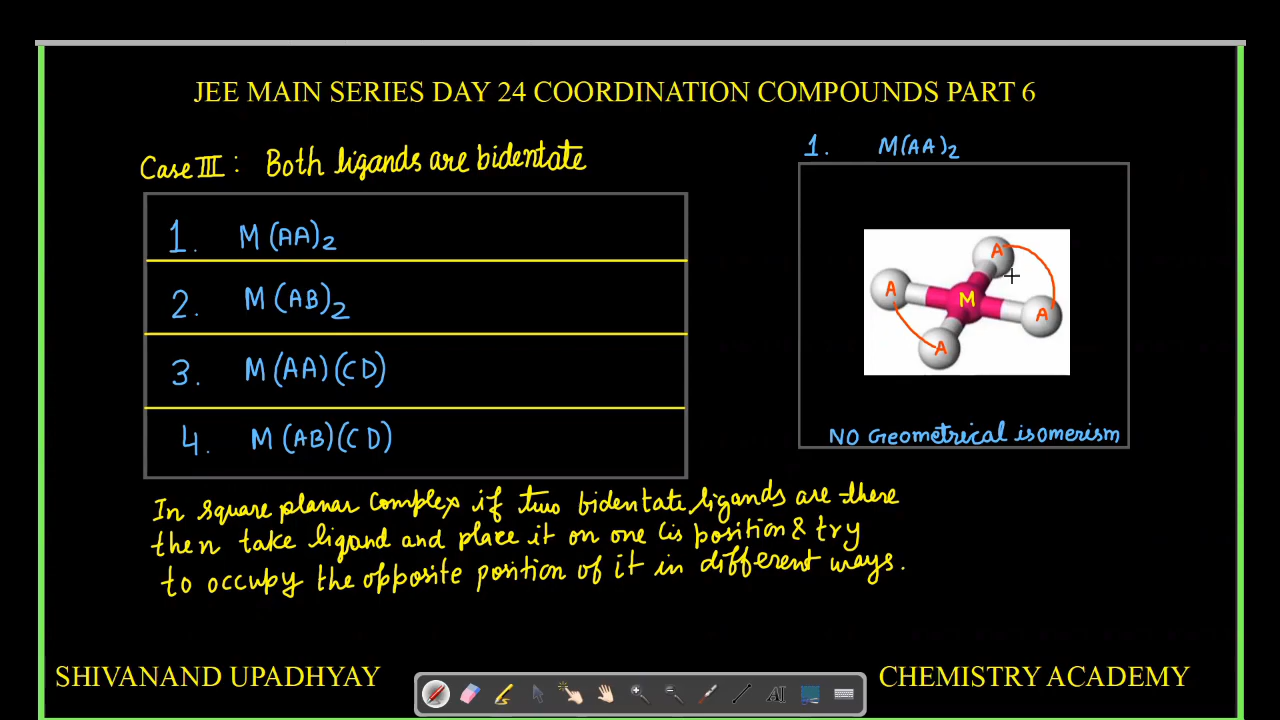 JEE MAIN SERIES DAY 24 COORDINATION COMPOUNDS PART 6
Case III : Both ligands are bidentate
1. M(AA)₂
2. M(AB)₂
3. M(AA)(CD)
4. M(AB)(CD)
1. M(AA)₂
A
A
M
A
A
NO Geometrical isomerism
In square planar complex if two bidentate ligands are there
then take ligand and place it on one Cis position & try
to occupy the opposite position of it in different ways.
SHIVANAND UPADHYAY
CHEMISTRY ACADEMY
AI